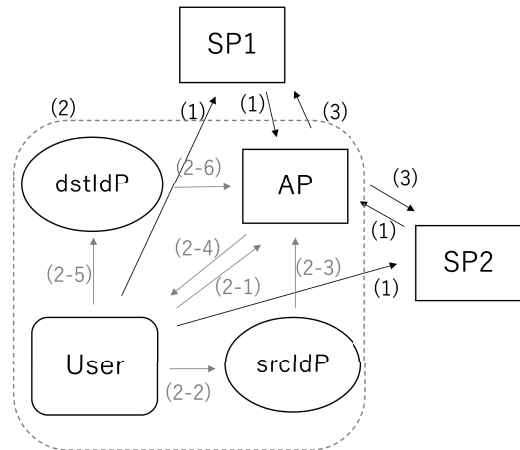 SP1
(2)
(1)
(1)
(3)
dstIdP
(2-6)
AP
(3)
(1)
(2-4)
(2-5)
(2-1)
(2-3)
SP2
(1)
User
(2-2)
srcIdP